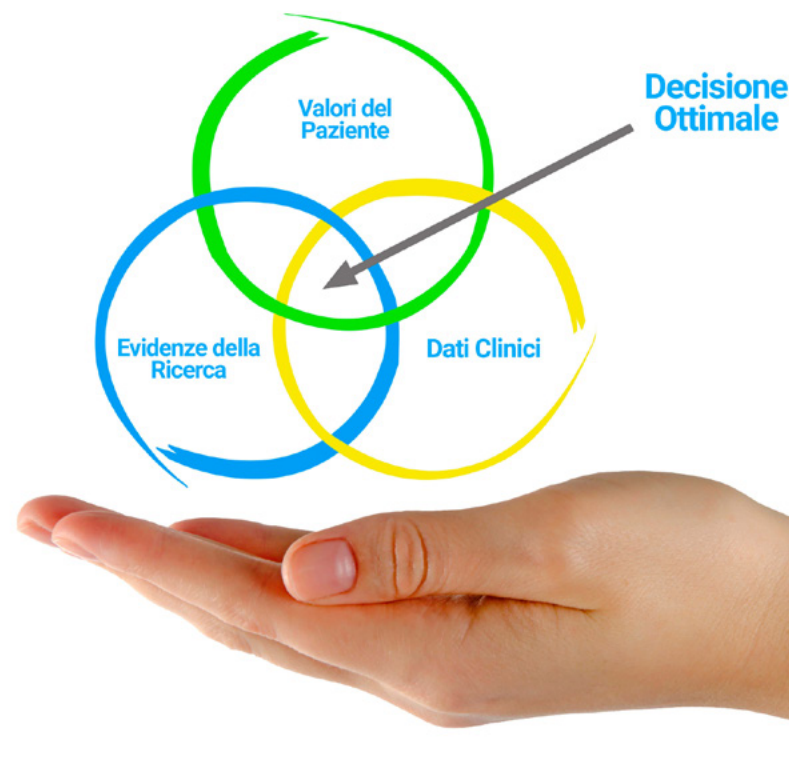 Decisione
Ottimale
Valori del
Paziente
Evidenze della
Ricerca
Dati Clinici